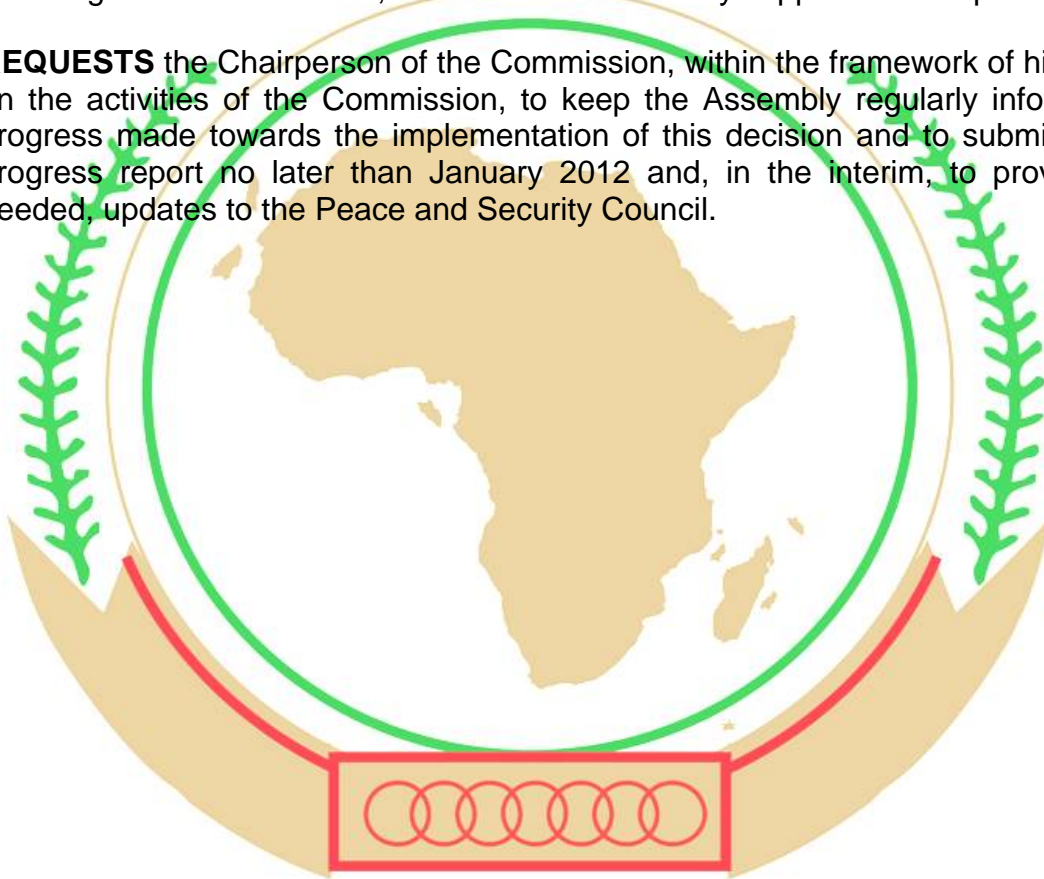 EQUESTS the Chairperson of the Commission, within the framework of hi
n the activities of the Commission, to keep the Assembly regularly info
rogress made towards the implementation of this decision and to submi
rogress report no later than January 2012 and, in the interim, to prov
eeded, updates to the Peace and Security Council.